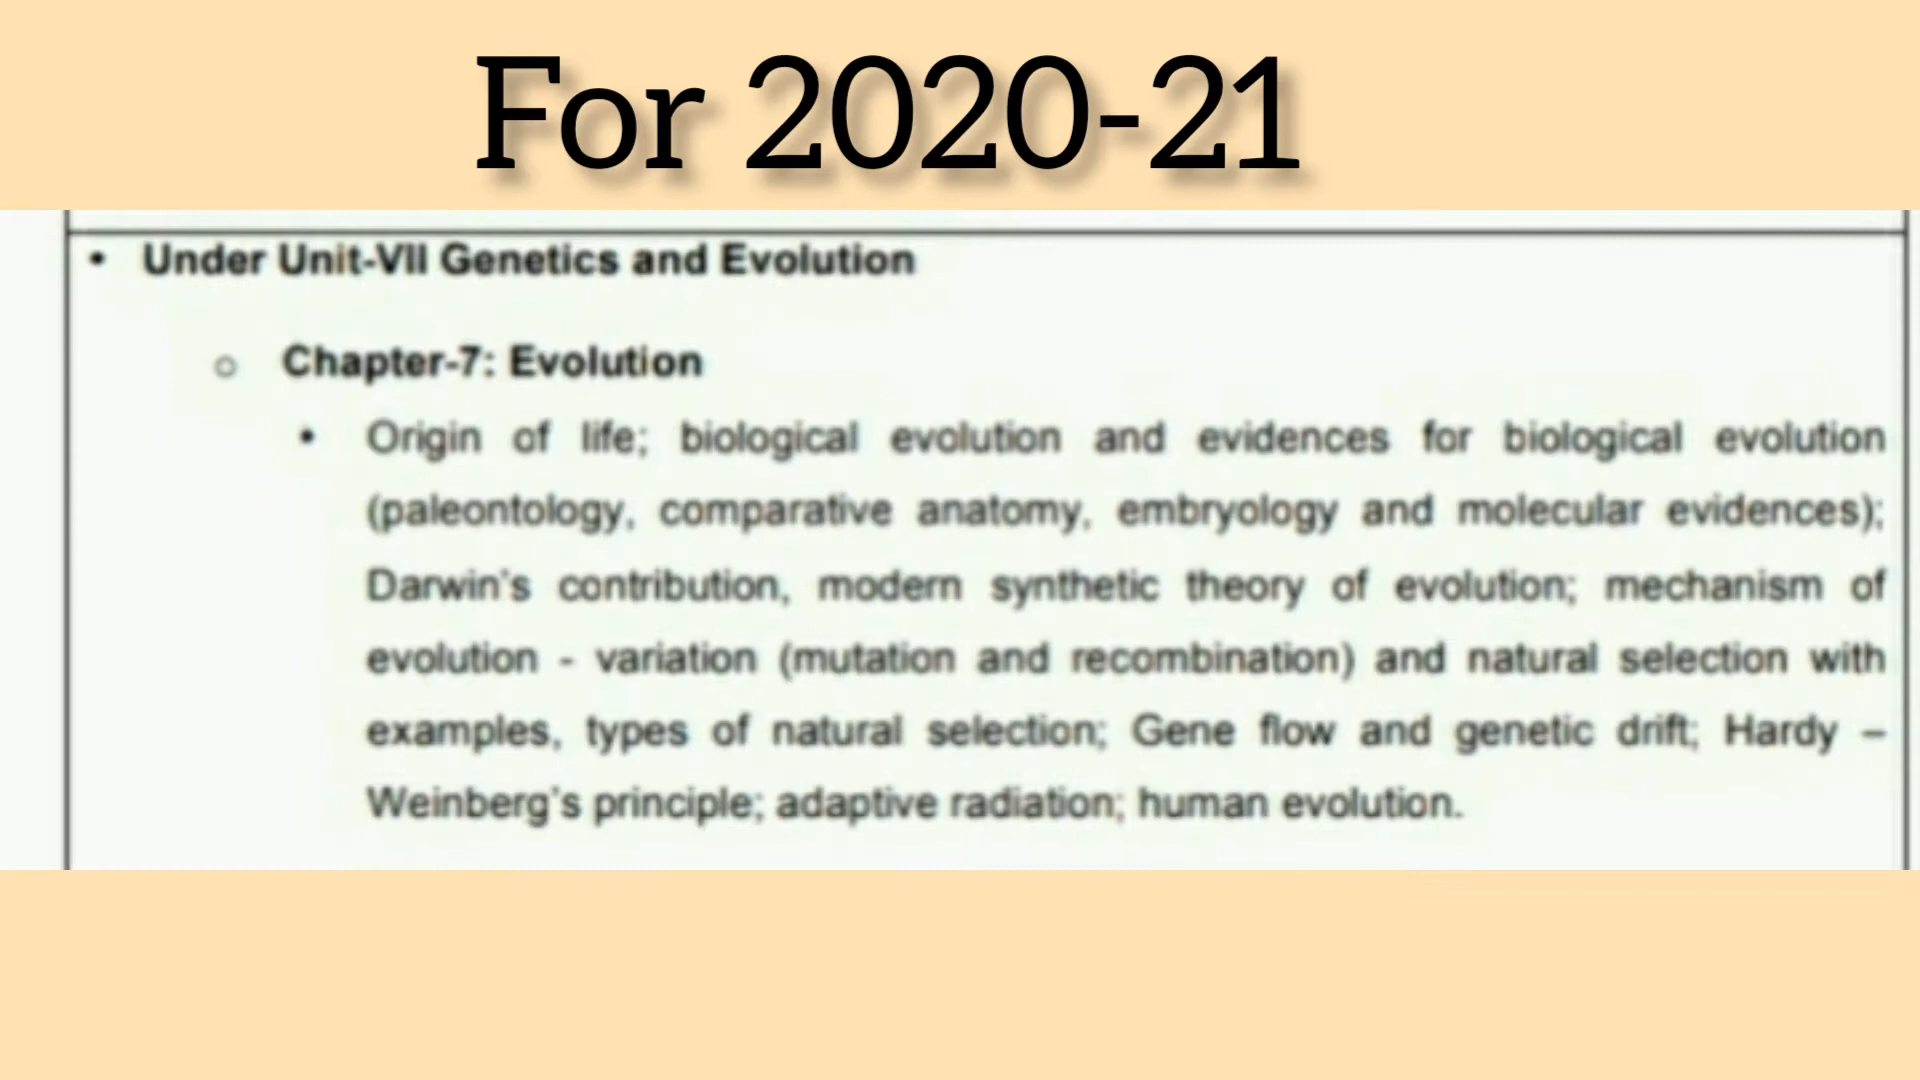 For 2020-21
• Under Unit-VII Genetics and Evolution
○ Chapter-7: Evolution
• Origin of life; biological evolution and evidences for biological evolution
(paleontology, comparative anatomy, embryology and molecular evidences);
Darwin's contribution, modern synthetic theory of evolution; mechanism of
evolution - variation (mutation and recombination) and natural selection with
examples, types of natural selection; Gene flow and genetic drift; Hardy –
Weinberg's principle; adaptive radiation; human evolution.